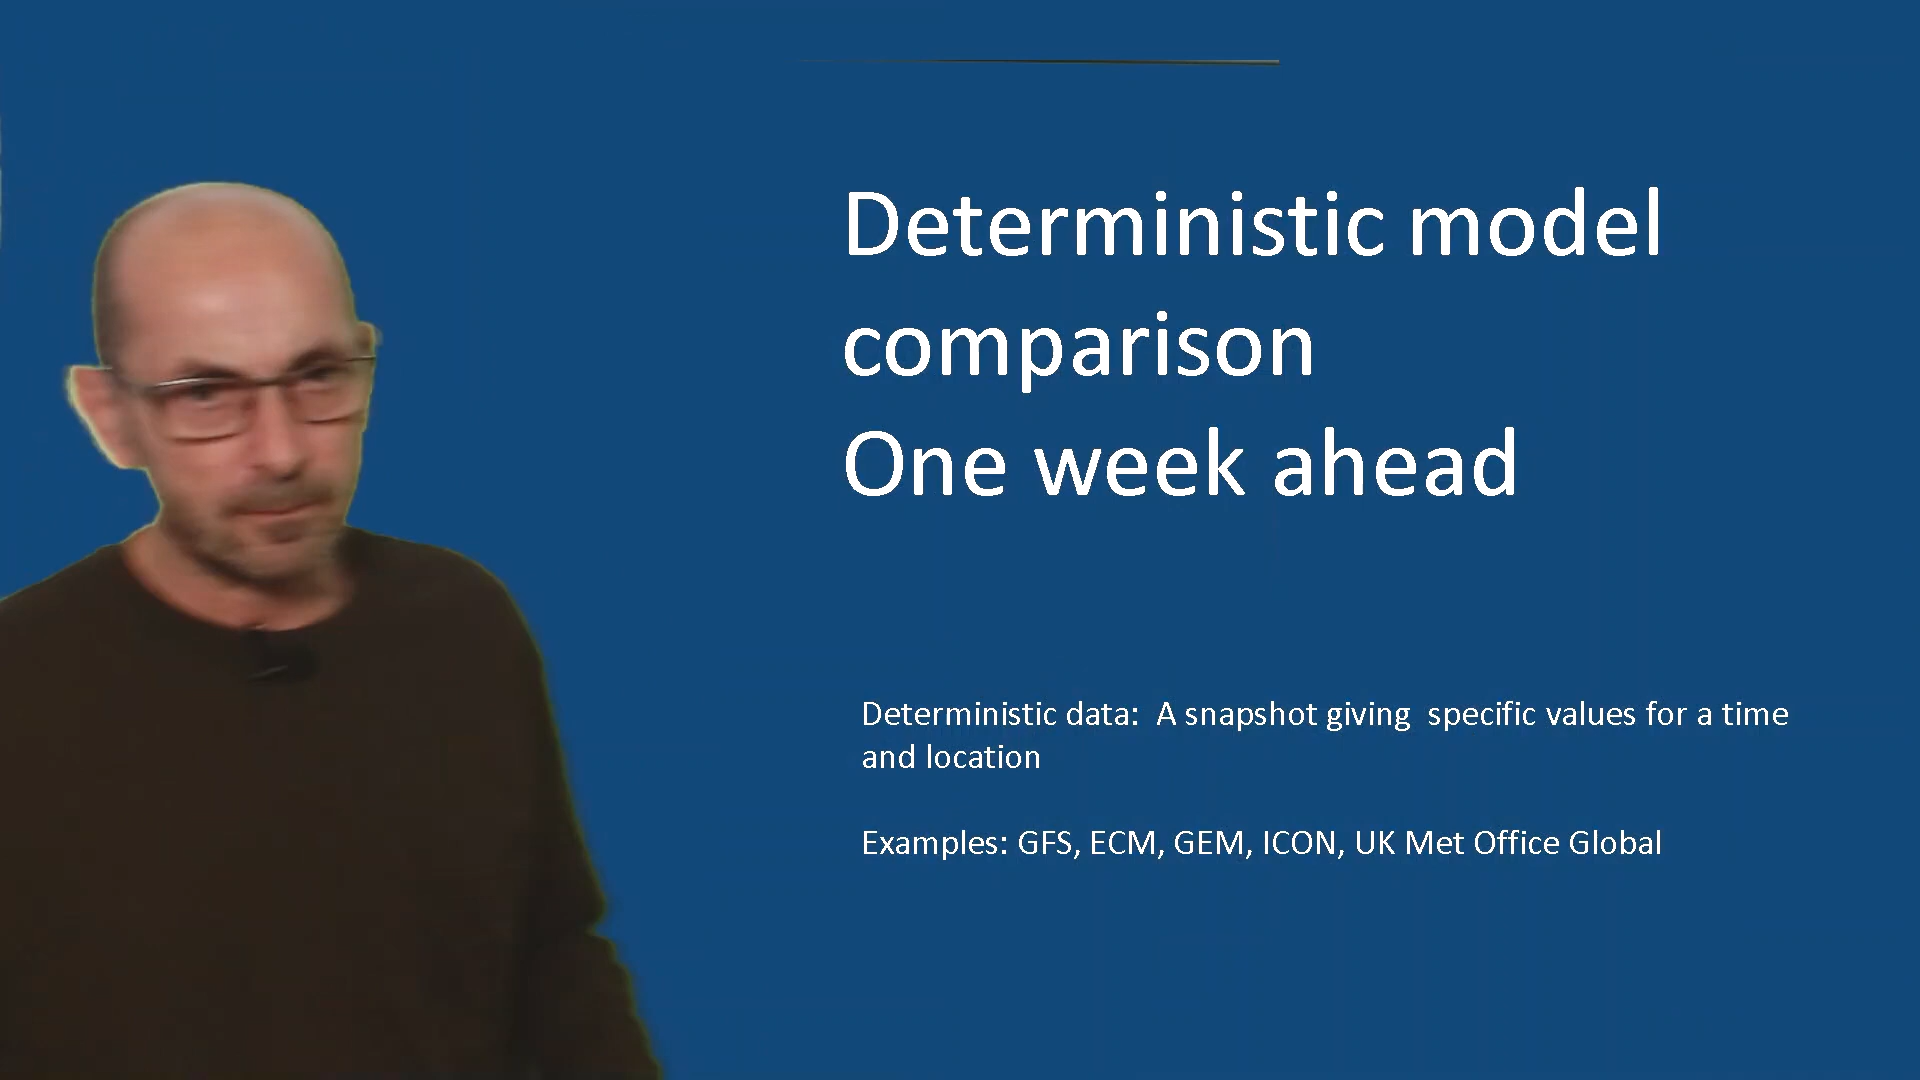 Deterministic model
comparison
One week ahead
Deterministic data:  A snapshot giving  specific values for a time
and location
Examples: GFS, ECM, GEM, ICON, UK Met Office Global